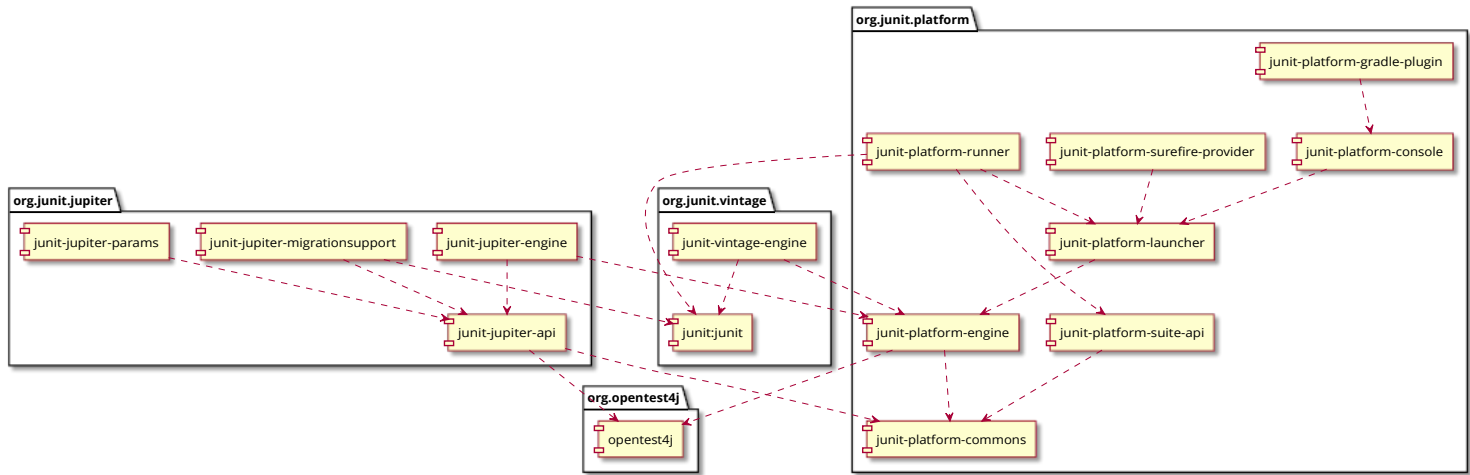 org.junit.platform
junit-platform-gradle-plugin
junit-platform-runner
junit-platform-surefire-provider
junit-platform-console
org.junit.jupiter
org.junit.vintage
junit-jupiter-params
junit-jupiter-migrationsupport
junit-jupiter-engine
junit-vintage-engine
junit-platform-launcher
junit-jupiter-api
junit:junit
junit-platform-engine
junit-platform-suite-api
org.opentest4j
opentest4j
junit-platform-commons